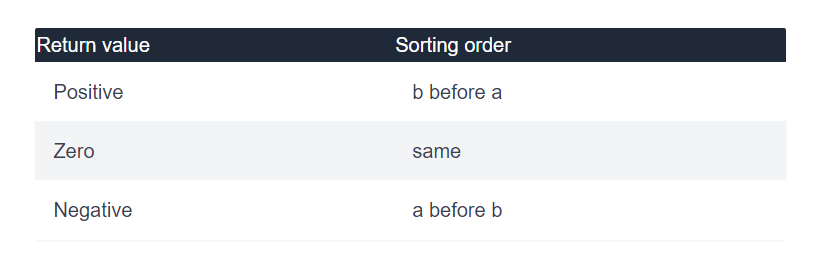 Return value Sorting order
Positive b before a
Zero same
Negative a before b